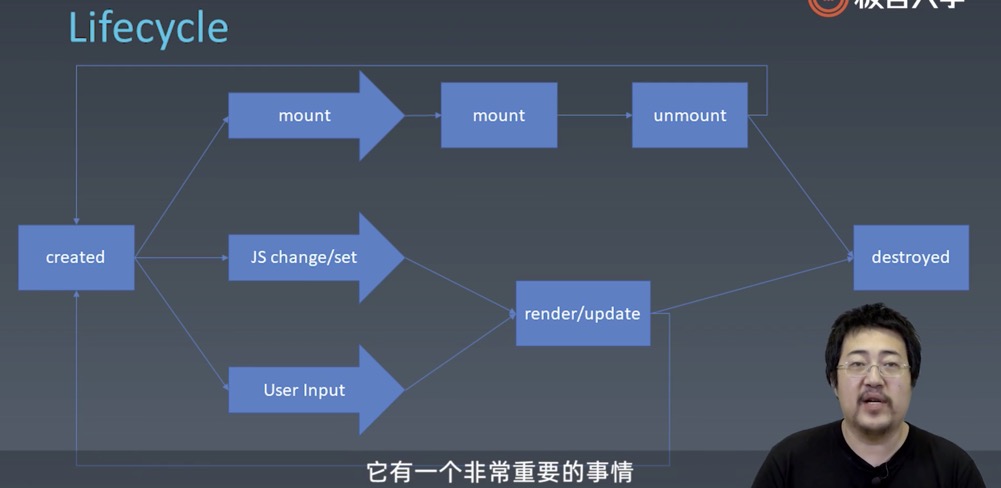 Lifecycle
mount
mount
unmount
created
JS change/set
destroyed
render/update
User Input
它有一个非常重要的事情